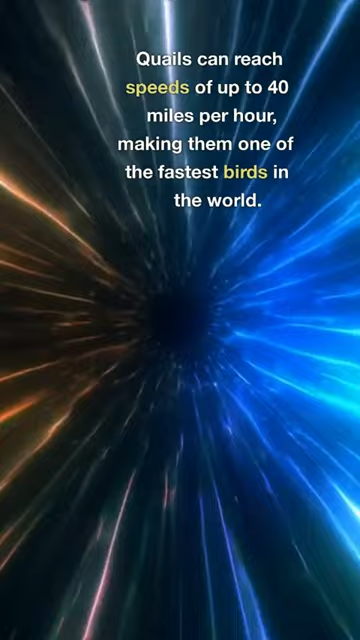 Quails can reach
speeds of up to 40
miles per hour,
making them one of
the fastest birds in
the world.